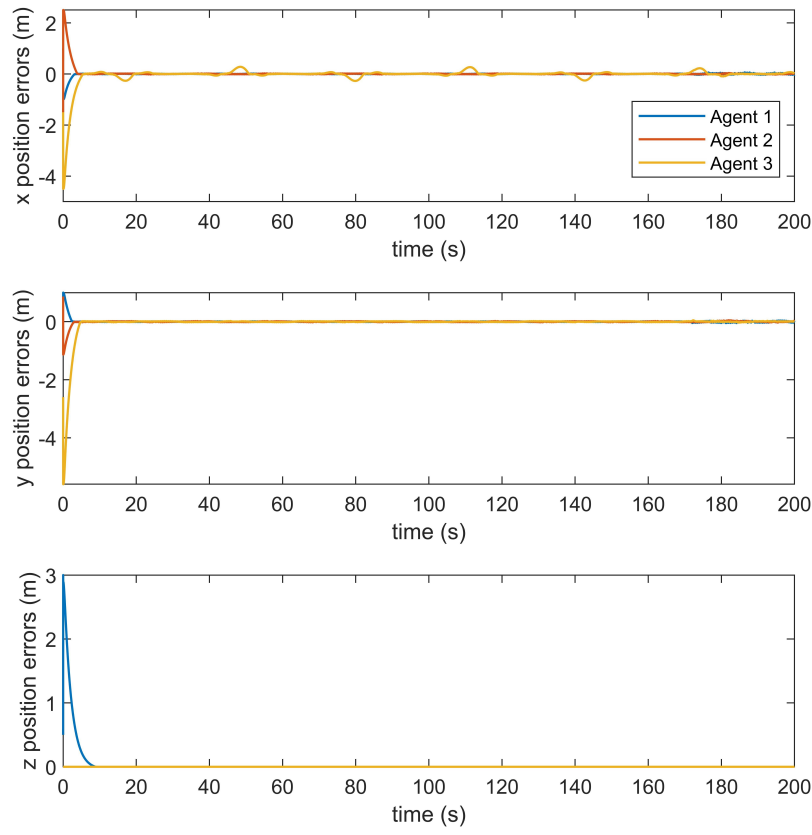 x position errors (m)
2
0
-2
-4
0 20 40 60 80 100 120 140 160 180 200
time (s)
Agent 1
Agent 2
Agent 3
y position errors (m)
0
-2
-4
0 20 40 60 80 100 120 140 160 180 200
time (s)
z position errors (m)
3
2
1
0
0 20 40 60 80 100 120 140 160 180 200
time (s)